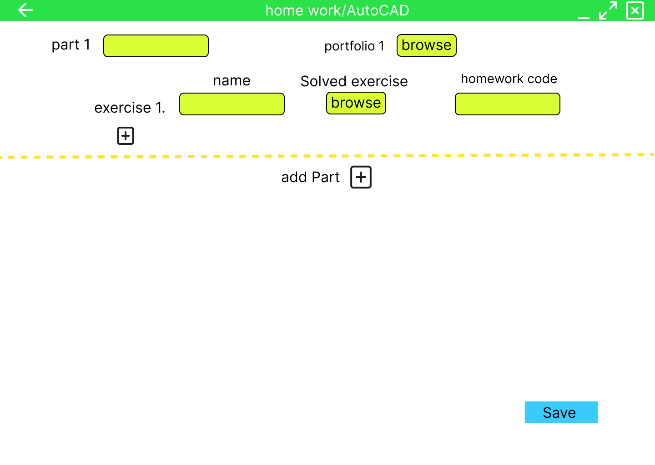 home work/AutoCAD
part 1 portfolio 1 browse
name Solved exercise homework code
exercise 1. browse
add Part
Save